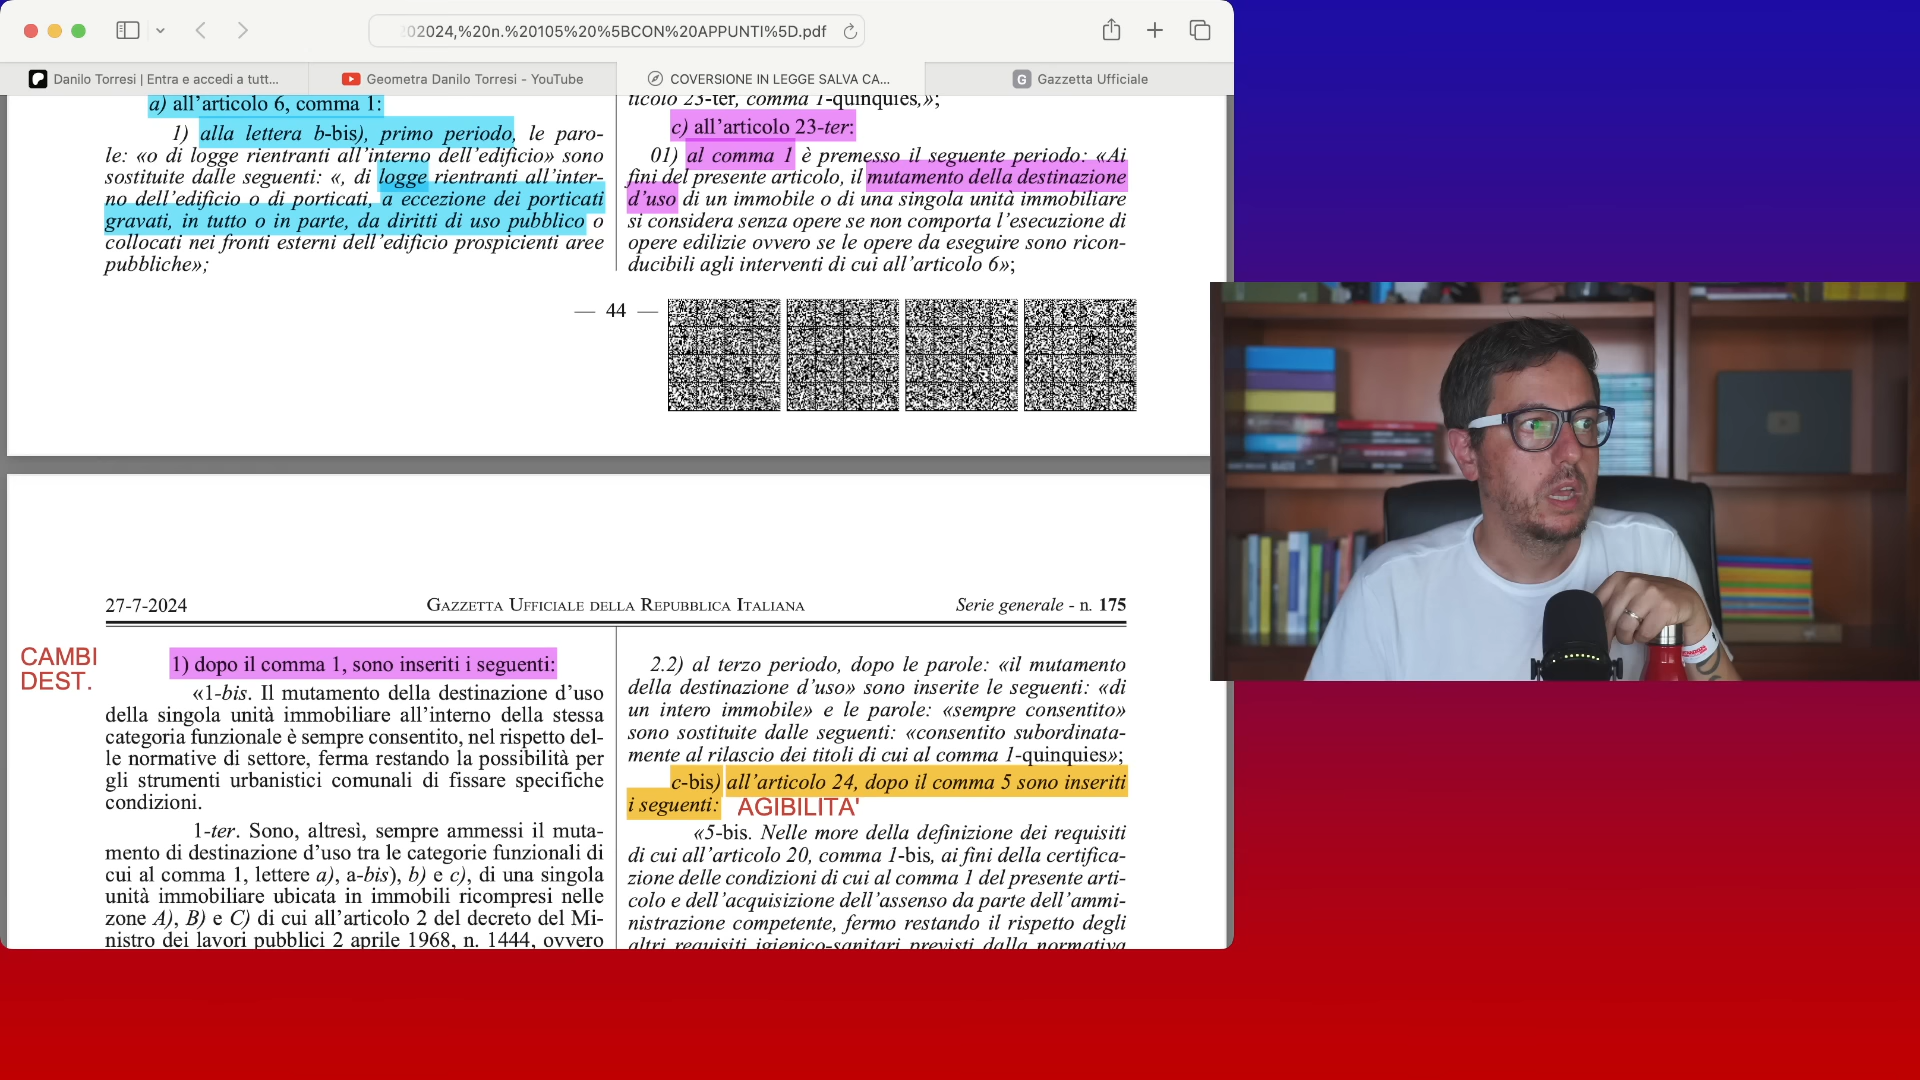 202024,%20n.%20105%20%5BCON%20APPUNTI%5D.pdf
Danilo Torresi | Entra e accedi a tutt...
Geometra Danilo Torresi - YouTube
COVERSIONE IN LEGGE SALVA CA...
G Gazzetta Ufficiale
a) all'articolo 6, comma 1:
1) alla lettera b-bis), primo periodo, le paro-
le: «o di logge rientranti all'interno dell'edificio» sono
sostituite dalle seguenti: «, di logge rientranti all'inter-
no dell'edificio o di porticati, a eccezione dei porticati
gravati, in tutto o in parte, da diritti di uso pubblico o
collocati nei fronti esterni dell'edificio prospicienti aree
pubbliche»;
ticolo 23-ter, comma 1-quinquies,»;
c) all'articolo 23-ter:
01) al comma 1 è premesso il seguente periodo: «Ai
fini del presente articolo, il mutamento della destinazione
d'uso di un immobile o di una singola unità immobiliare
si considera senza opere se non comporta l'esecuzione di
opere edilizie ovvero se le opere da eseguire sono ricon-
ducibili agli interventi di cui all'articolo 6»;
— 44 —
27-7-2024
GAZZETTA UFFICIALE DELLA REPUBBLICA ITALIANA
Serie generale - n. 175
CAMBI
DEST.
1) dopo il comma 1, sono inseriti i seguenti:
«1-bis. Il mutamento della destinazione d'uso
della singola unità immobiliare all'interno della stessa
categoria funzionale è sempre consentito, nel rispetto del-
le normative di settore, ferma restando la possibilità per
gli strumenti urbanistici comunali di fissare specifiche
condizioni.
1-ter. Sono, altresì, sempre ammessi il muta-
mento di destinazione d'uso tra le categorie funzionali di
cui al comma 1, lettere a), a-bis), b) e c), di una singola
unità immobiliare ubicata in immobili ricompresi nelle
zone A), B) e C) di cui all'articolo 2 del decreto del Mi-
nistro dei lavori pubblici 2 aprile 1968, n. 1444, ovvero
2.2) al terzo periodo, dopo le parole: «il mutamento
della destinazione d'uso» sono inserite le seguenti: «di
un intero immobile» e le parole: «sempre consentito»
sono sostituite dalle seguenti: «consentito subordinata-
mente al rilascio dei titoli di cui al comma 1-quinquies»;
c-bis) all'articolo 24, dopo il comma 5 sono inseriti
i seguenti: AGIBILITA'
«5-bis. Nelle more della definizione dei requisiti
di cui all'articolo 20, comma 1-bis, ai fini della certifica-
zione delle condizioni di cui al comma 1 del presente arti-
colo e dell'acquisizione dell'assenso da parte dell'ammi-
nistrazione competente, fermo restando il rispetto degli
altri requisiti igienico-sanitari previsti dalla normativa